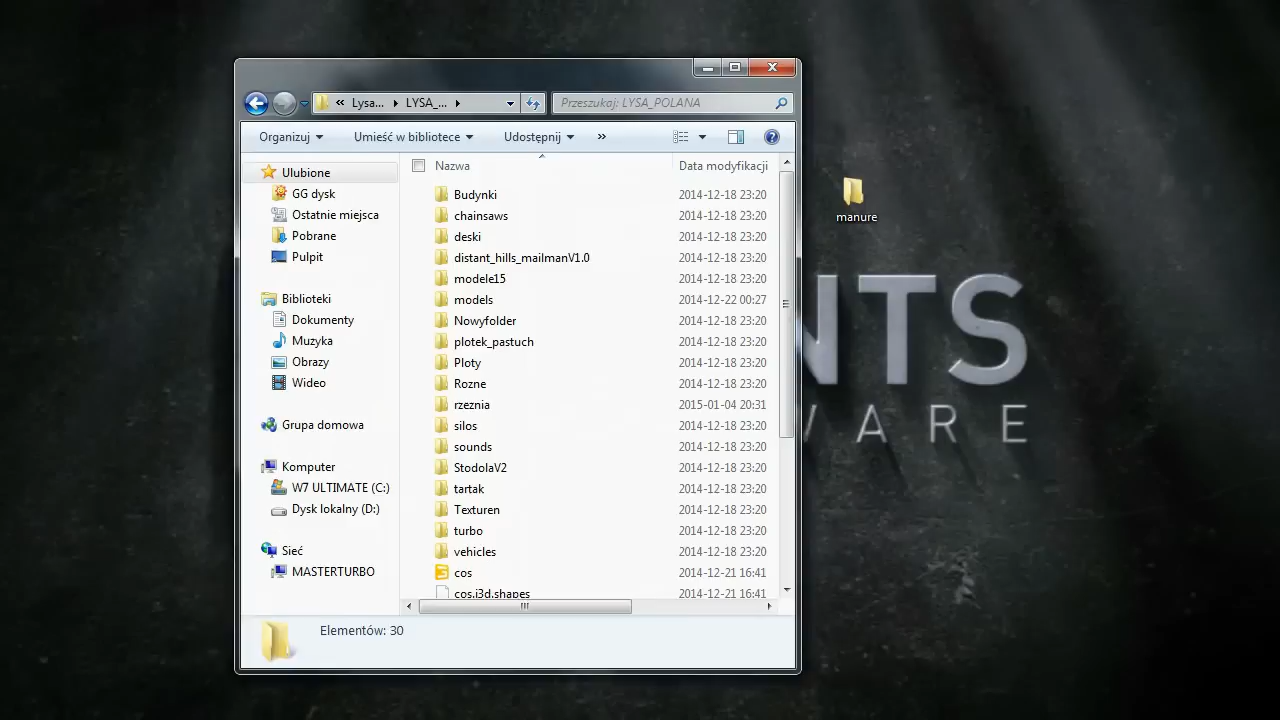 Lysa...
LYSA_...
Przeszukaj: LYSA_POLANA
Organizuj
Umieść w bibliotece
Udostępnij
»
Ulubione
GG dysk
Ostatnie miejsca
Pobrane
Pulpit
Biblioteki
Dokumenty
Muzyka
Obrazy
Wideo
Grupa domowa
Komputer
W7 ULTIMATE (C:)
Dysk lokalny (D:)
Sieć
MASTERTURBO
Nazwa Data modyfikacji
Budynki 2014-12-18 23:20
chainsaws 2014-12-18 23:20
deski 2014-12-18 23:20
distant_hills_mailmanV1.0 2014-12-18 23:20
modele15 2014-12-18 23:20
models 2014-12-22 00:27
Nowyfolder 2014-12-18 23:20
plotek_pastuch 2014-12-18 23:20
Ploty 2014-12-18 23:20
Rozne 2014-12-18 23:20
rzeznia 2015-01-04 20:31
silos 2014-12-18 23:20
sounds 2014-12-18 23:20
StodolaV2 2014-12-18 23:20
tartak 2014-12-18 23:20
Texturen 2014-12-18 23:20
turbo 2014-12-18 23:20
vehicles 2014-12-18 23:20
cos 2014-12-21 16:41
cos.i3d.shapes 2014-12-21 16:41
Elementów: 30
manure
NTS
WARE